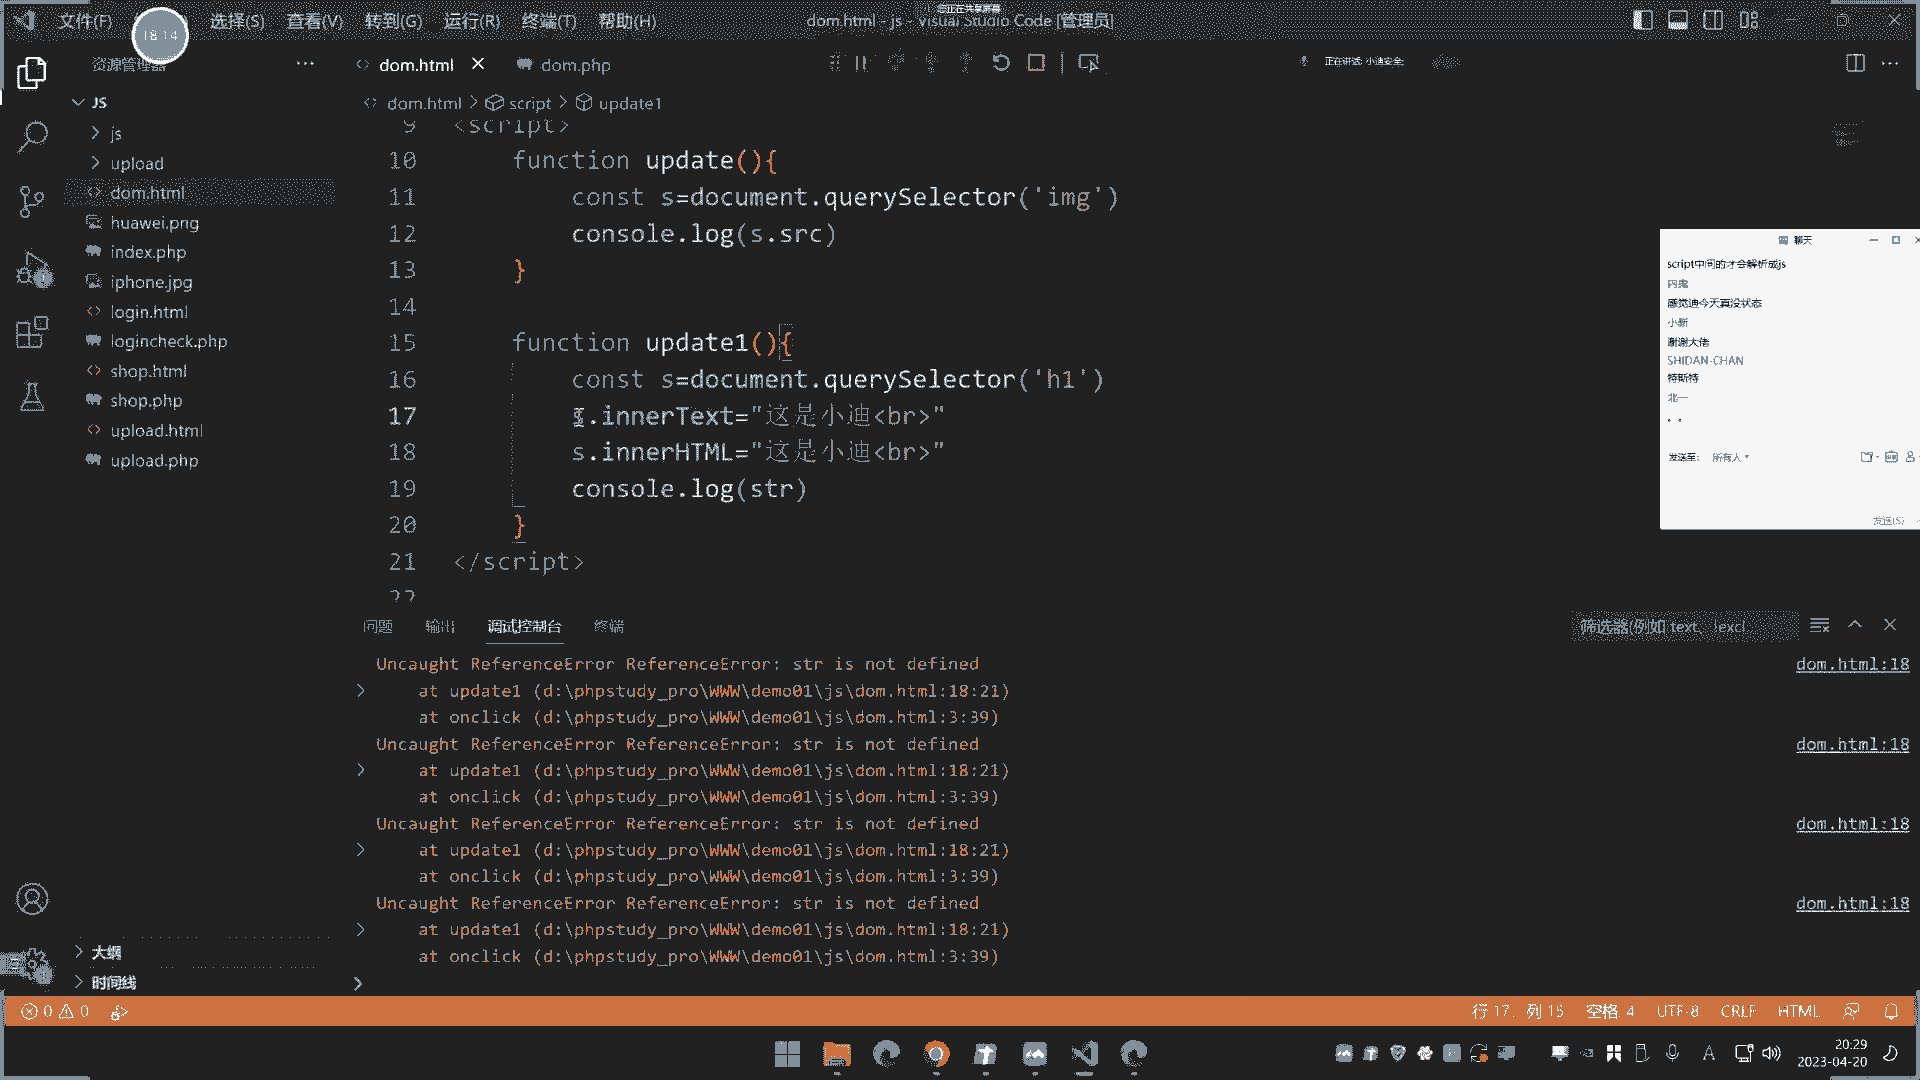 文件(F) 选择(S) 查看(V) 转到(G) 运行(R) 终端(T) 帮助(H)
18:14
您正在共享屏幕
dom.html - js - Visual Studio Code [管理员]
资源管理器 ···
dom.html
dom.php
正在讲话: 小迪安全;
JS
js
upload
dom.html
huawei.png
index.php
iphone.jpg
login.html
logincheck.php
shop.html
shop.php
upload.html
upload.php
大纲
时间线
dom.html > script > update1
9 <script>
10 function update(){
11 const s=document.querySelector('img')
12 console.log(s.src)
13 }
14
15 function update1(){
16 const s=document.querySelector('h1')
17 s.innerText="这是小迪<br>"
18 s.innerHTML="这是小迪<br>"
19 console.log(str)
20 }
21 </script>
22
聊天
script中间的才会解析成js
感觉迪今天真没状态
小新
谢谢大佬
SHIDAN-CHAN
特斯特
北一
。。
发送至: 所有人
发送(S)
问题 输出 调试控制台 终端
筛选器(例如 text、!excl
Uncaught ReferenceError ReferenceError: str is not defined dom.html:18
at update1 (d:\phpstudy_pro\WWW\demo01\js\dom.html:18:21)
at onclick (d:\phpstudy_pro\WWW\demo01\js\dom.html:3:39)
Uncaught ReferenceError ReferenceError: str is not defined dom.html:18
at update1 (d:\phpstudy_pro\WWW\demo01\js\dom.html:18:21)
at onclick (d:\phpstudy_pro\WWW\demo01\js\dom.html:3:39)
Uncaught ReferenceError ReferenceError: str is not defined dom.html:18
at update1 (d:\phpstudy_pro\WWW\demo01\js\dom.html:18:21)
at onclick (d:\phpstudy_pro\WWW\demo01\js\dom.html:3:39)
Uncaught ReferenceError ReferenceError: str is not defined dom.html:18
at update1 (d:\phpstudy_pro\WWW\demo01\js\dom.html:18:21)
at onclick (d:\phpstudy_pro\WWW\demo01\js\dom.html:3:39)
0 0
行 17, 列 15 空格: 4 UTF-8 CRLF HTML
A
20:29
2023-04-20